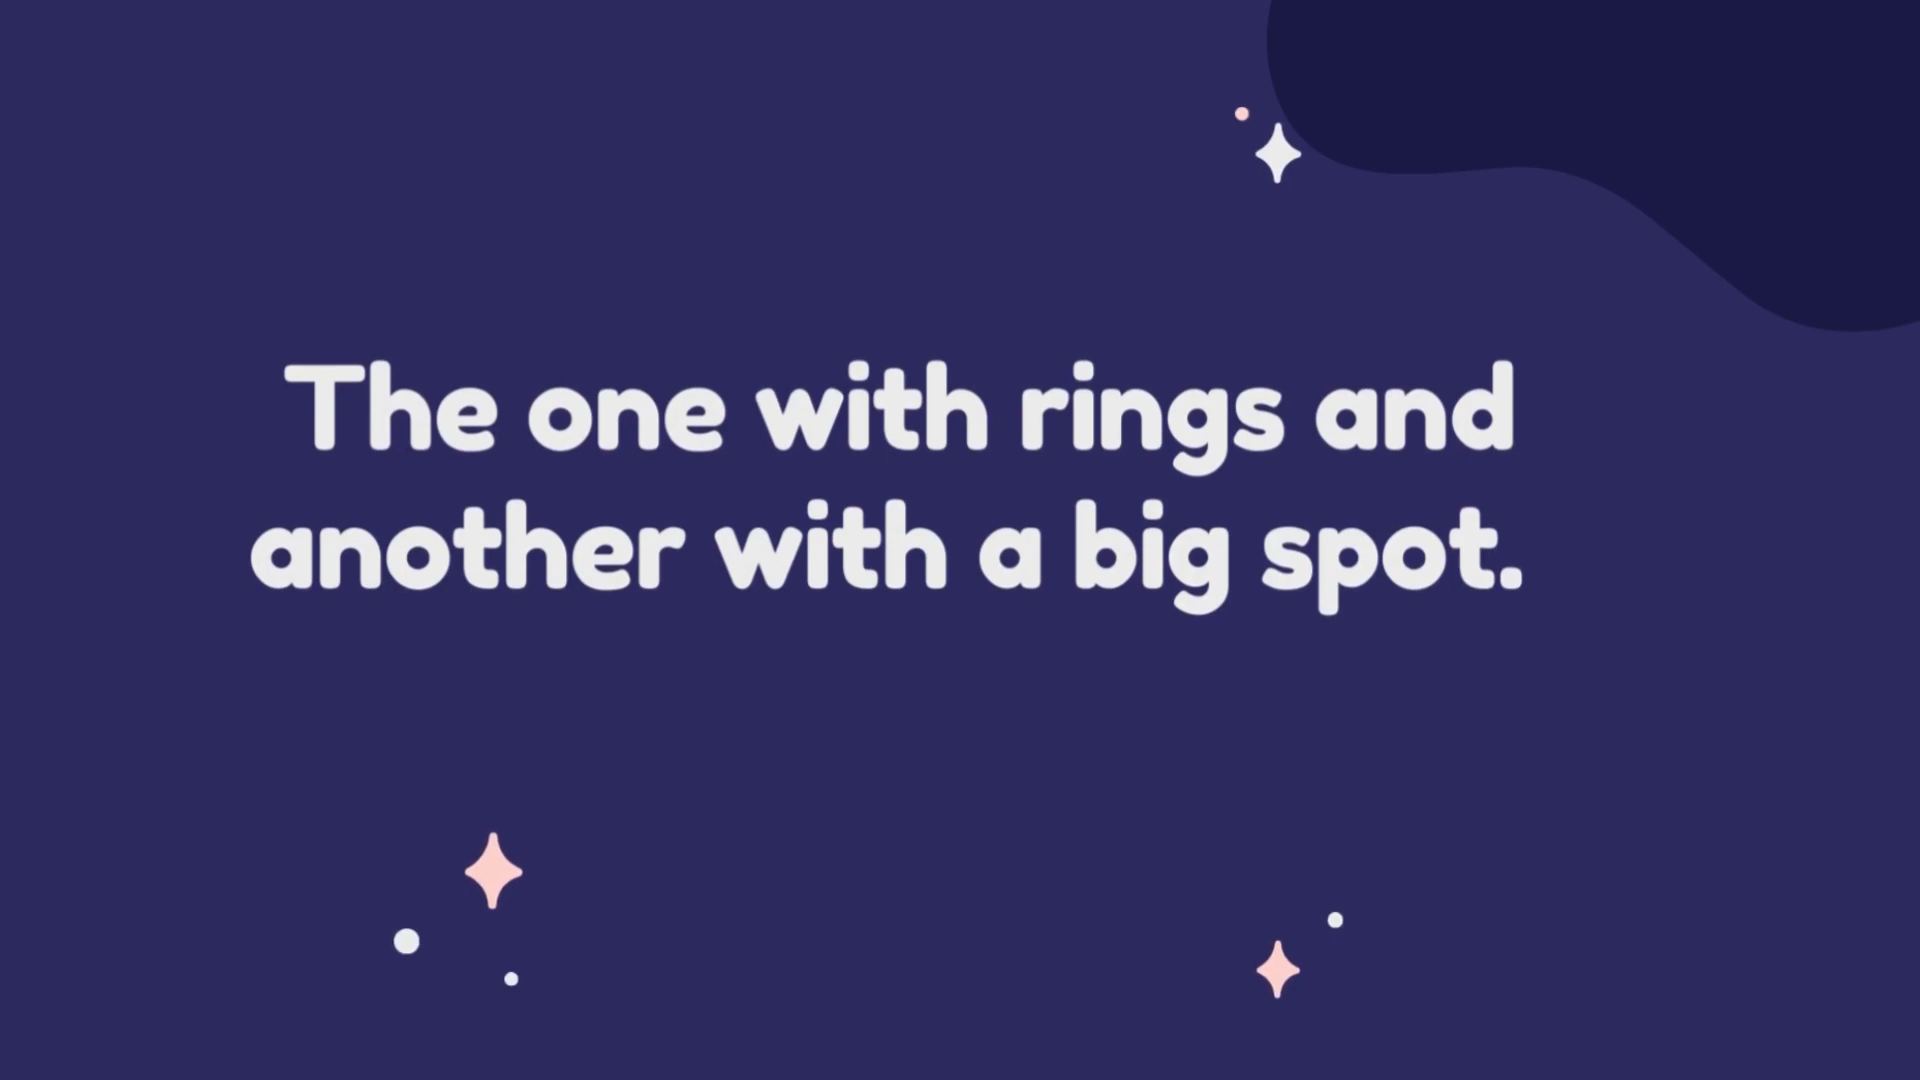 The one with rings and
another with a big spot.